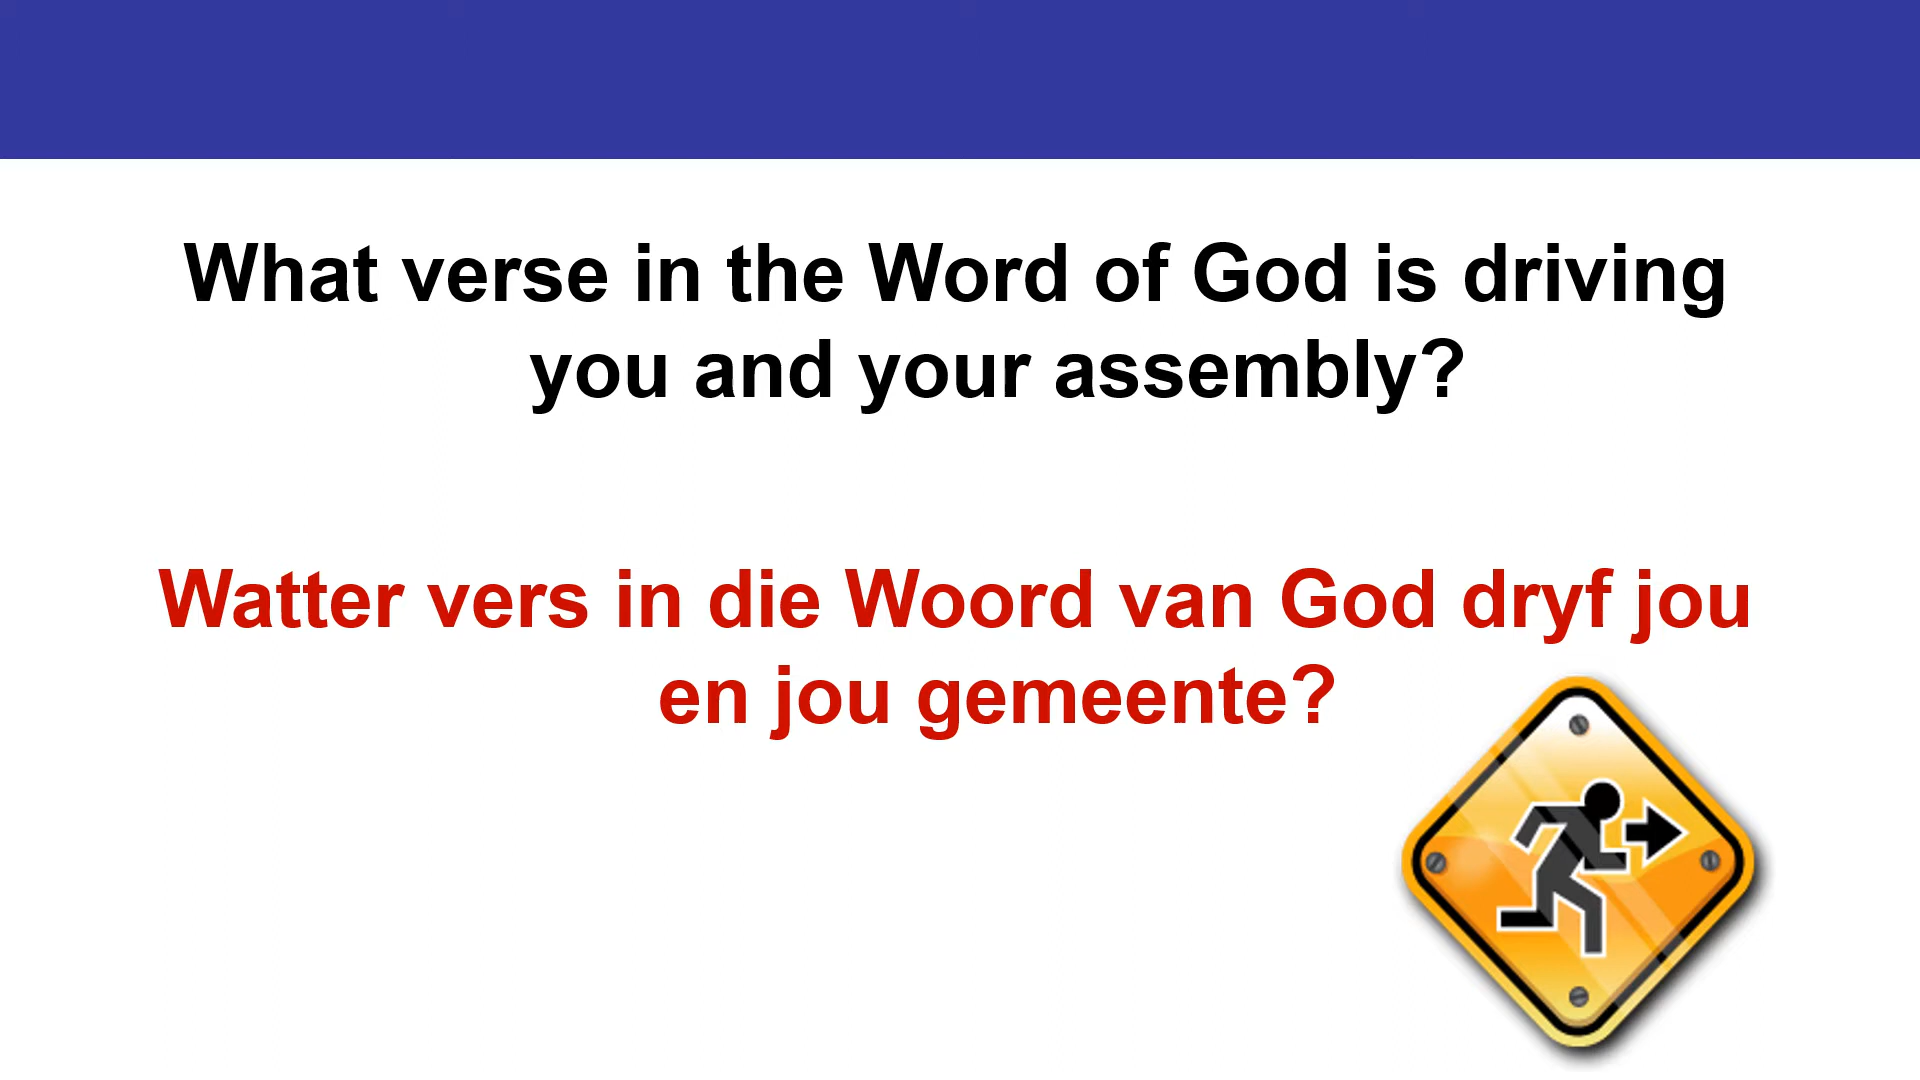 What verse in the Word of God is driving
you and your assembly?
Watter vers in die Woord van God dryf jou
en jou gemeente?